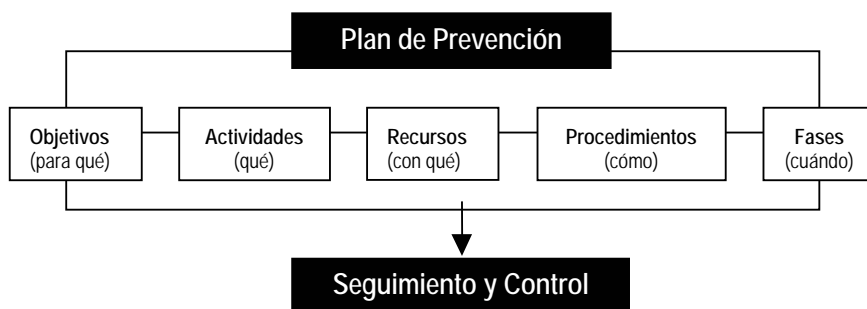 Plan de Prevención
Objetivos
(para qué)
Actividades
(qué)
Recursos
(con qué)
Procedimientos
(cómo)
Fases
(cuándo)
Seguimiento y Control